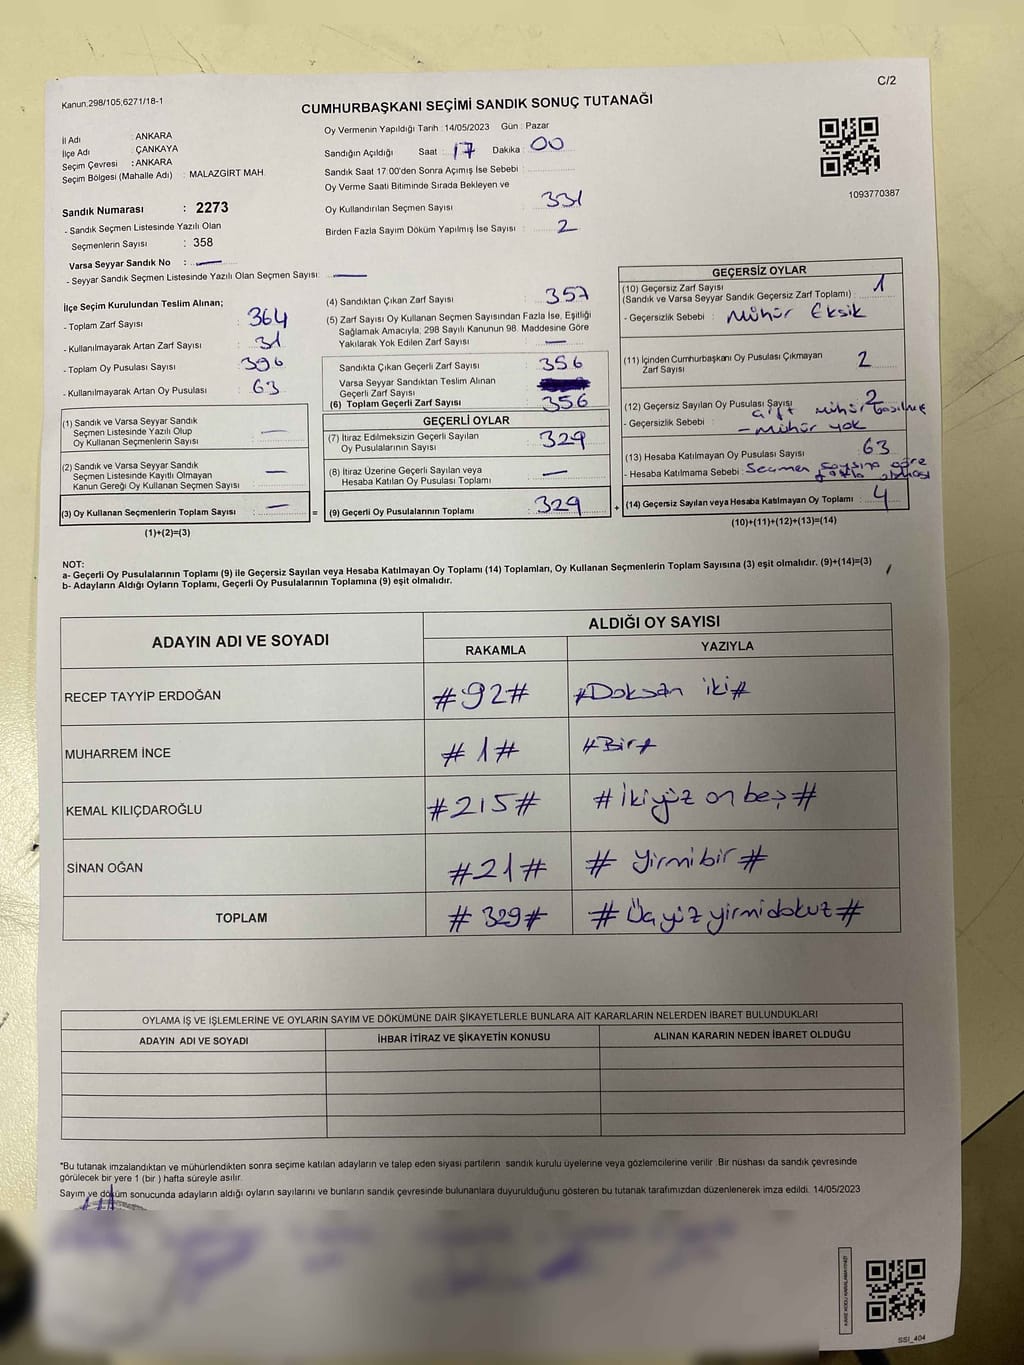 C/2
Kanun:298/105;6271/18-1
CUMHURBAŞKANI SEÇİMİ SANDIK SONUÇ TUTANAĞI
İl Adı : ANKARA
İlçe Adı : ÇANKAYA
Seçim Çevresi : ANKARA
Seçim Bölgesi (Mahalle Adı) : MALAZGİRT MAH.
Sandık Numarası : 2273
- Sandık Seçmen Listesinde Yazılı Olan
Seçmenlerin Sayısı : 358
Varsa Seyyar Sandık No : —
- Seyyar Sandık Seçmen Listesinde Yazılı Olan Seçmen Sayısı: —
Oy Vermenin Yapıldığı Tarih : 14/05/2023 Gün : Pazar
Sandığın Açıldığı Saat : 17 Dakika : 00
Sandık Saat 17:00'den Sonra Açımış İse Sebebi :
Oy Verme Saati Bitiminde Sırada Bekleyen ve
Oy Kullandırılan Seçmen Sayısı : 331
Birden Fazla Sayım Döküm Yapılmış İse Sayısı : 2
1093770387
İlçe Seçim Kurulundan Teslim Alınan;
- Toplam Zarf Sayısı : 364
- Kullanılmayarak Artan Zarf Sayısı : 31
- Toplam Oy Pusulası Sayısı : 396
- Kullanılmayarak Artan Oy Pusulası : 63
(1) Sandık ve Varsa Seyyar Sandık
Seçmen Listesinde Yazılı Olup
Oy Kullanan Seçmenlerin Sayısı : —
(2) Sandık ve Varsa Seyyar Sandık
Seçmen Listesinde Kayıtlı Olmayan
Kanun Gereği Oy Kullanan Seçmen Sayısı : —
(3) Oy Kullanan Seçmenlerin Toplam Sayısı : —
(1)+(2)=(3)
(4) Sandıktan Çıkan Zarf Sayısı : 357
(5) Zarf Sayısı Oy Kullanan Seçmen Sayısından Fazla İse, Eşitliği
Sağlamak Amacıyla, 298 Sayılı Kanunun 98. Maddesine Göre
Yakılarak Yok Edilen Zarf Sayısı : —
Sandıkta Çıkan Geçerli Zarf Sayısı : 356
Varsa Seyyar Sandıktan Teslim Alınan
Geçerli Zarf Sayısı :
(6) Toplam Geçerli Zarf Sayısı : 356
GEÇERLİ OYLAR
(7) İtiraz Edilmeksizin Geçerli Sayılan
Oy Pusulalarının Sayısı : 329
(8) İtiraz Üzerine Geçerli Sayılan veya
Hesaba Katılan Oy Pusulası Toplamı : —
= (9) Geçerli Oy Pusulalarının Toplamı : 329
GEÇERSİZ OYLAR
(10) Geçersiz Zarf Sayısı
(Sandık ve Varsa Seyyar Sandık Geçersiz Zarf Toplamı) : 1
- Geçersizlik Sebebi : Mühür Eksik
(11) İçinden Cumhurbaşkanı Oy Pusulası Çıkmayan
Zarf Sayısı : 2
(12) Geçersiz Sayılan Oy Pusulası Sayısı : 2
- Geçersizlik Sebebi : Çift mühür basılmış
- mühür yok
(13) Hesaba Katılmayan Oy Pusulası Sayısı : 63
- Hesaba Katılmama Sebebi : Seçmen sayısına göre
fazla olması
+ (14) Geçersiz Sayılan veya Hesaba Katılmayan Oy Toplamı : 4
(10)+(11)+(12)+(13)=(14)
NOT:
a- Geçerli Oy Pusulalarının Toplamı (9) ile Geçersiz Sayılan veya Hesaba Katılmayan Oy Toplamı (14) Toplamları, Oy Kullanan Seçmenlerin Toplam Sayısına (3) eşit olmalıdır. (9)+(14)=(3)
b- Adayların Aldığı Oyların Toplamı, Geçerli Oy Pusulalarının Toplamına (9) eşit olmalıdır.
ADAYIN ADI VE SOYADI
ALDIĞI OY SAYISI
RAKAMLA YAZIYLA
RECEP TAYYİP ERDOĞAN #92# #Doksan iki#
MUHARREM İNCE #1# #Bir#
KEMAL KILIÇDAROĞLU #215# #ikiyüz on beş#
SİNAN OĞAN #21# #yirmibir#
TOPLAM #329# #Üçyüzyirmidokuz#
OYLAMA İŞ VE İŞLEMLERİNE VE OYLARIN SAYIM VE DÖKÜMÜNE DAİR ŞİKAYETLERLE BUNLARA AİT KARARLARIN NELERDEN İBARET BULUNDUKLARI
ADAYIN ADI VE SOYADI İHBAR İTİRAZ VE ŞİKAYETİN KONUSU ALINAN KARARIN NEDEN İBARET OLDUĞU
*Bu tutanak imzalandıktan ve mühürlendikten sonra seçime katılan adayların ve talep eden siyasi partilerin sandık kurulu üyelerine veya gözlemcilerine verilir. Bir nüshası da sandık çevresinde
görülecek bir yere 1 (bir) hafta süreyle asılır.
Sayım ve döküm sonucunda adayların aldığı oyların sayılarını ve bunların sandık çevresinde bulunanlara duyurulduğunu gösteren bu tutanak tarafımızdan düzenlenerek imza edildi. 14/05/2023
SSI_404